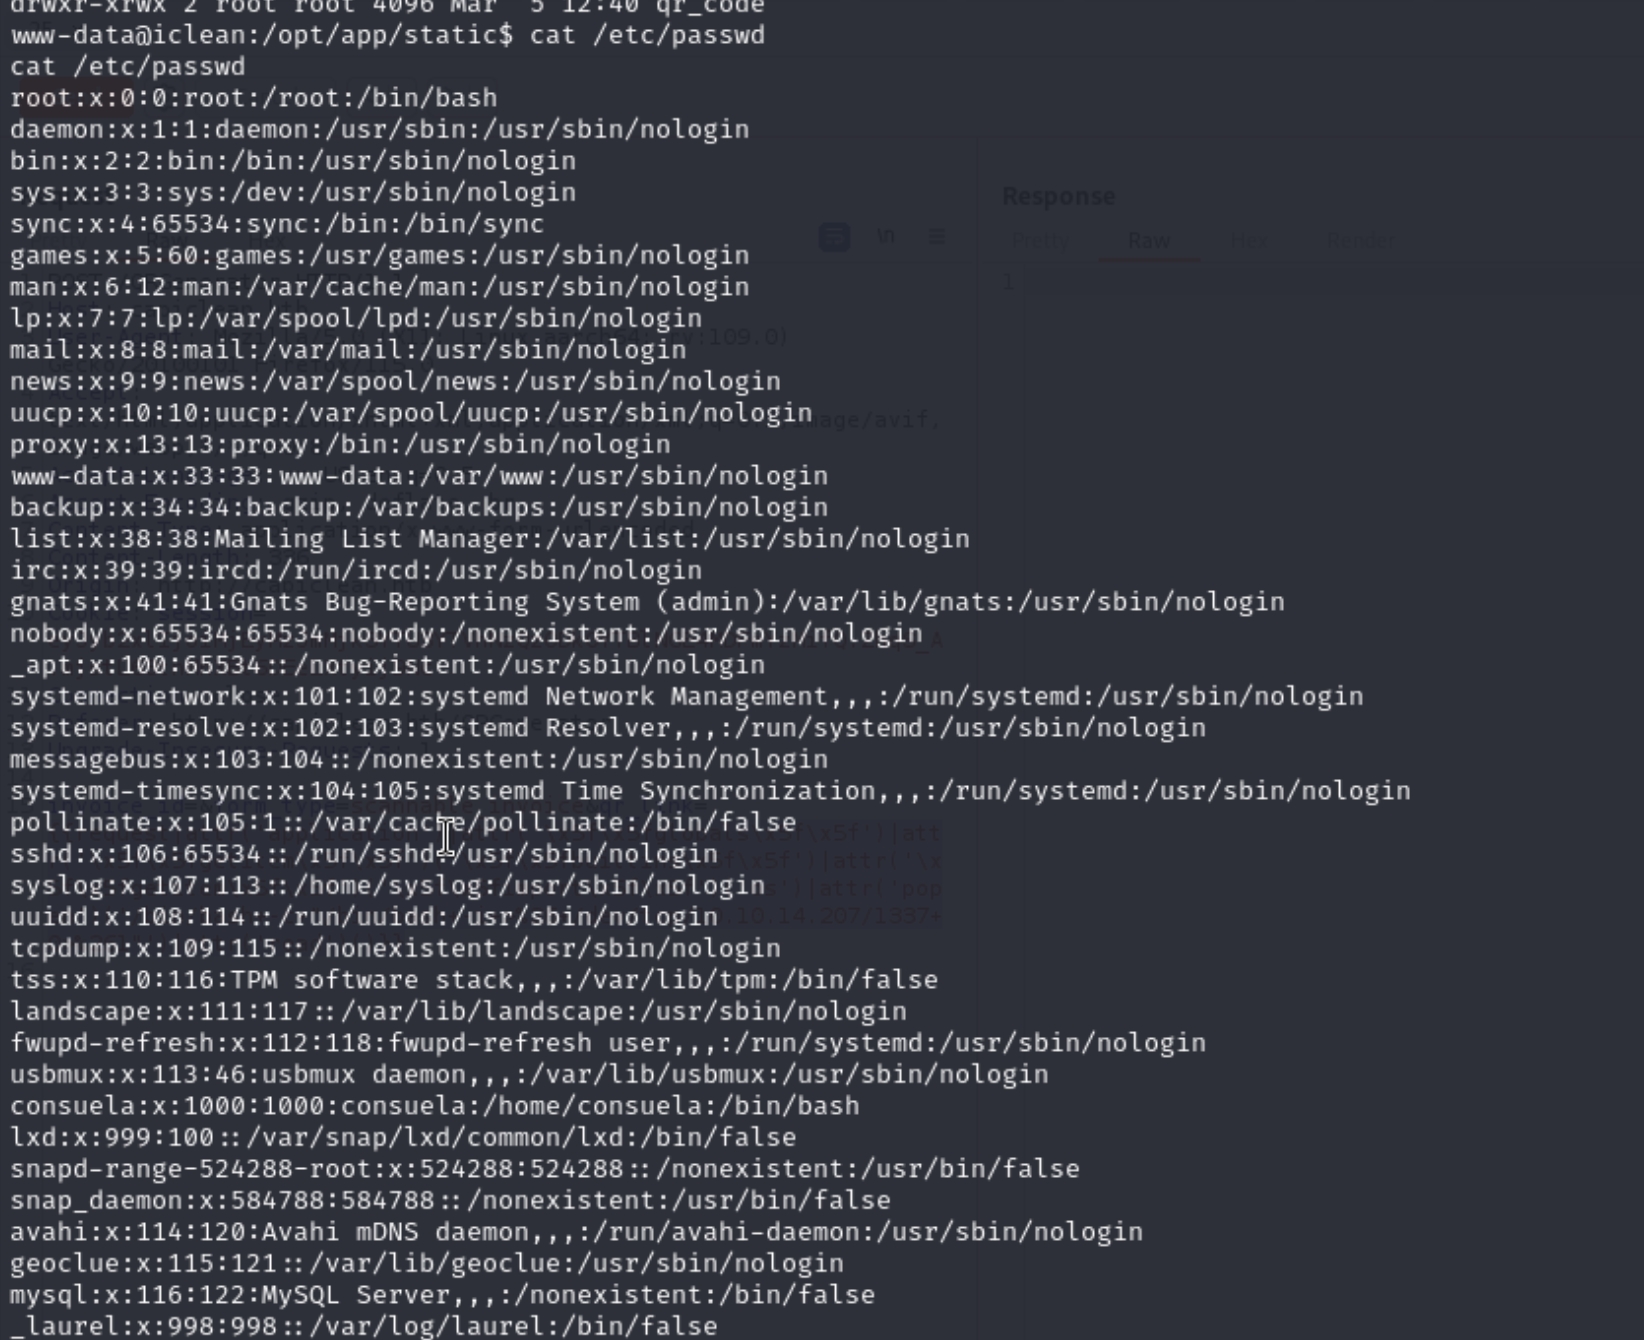 drwxr-xrwx 2 root root 4096 Mar  5 12:40 qr_code
www-data@iclean:/opt/app/static$ cat /etc/passwd
cat /etc/passwd
root:x:0:0:root:/root:/bin/bash
daemon:x:1:1:daemon:/usr/sbin:/usr/sbin/nologin
bin:x:2:2:bin:/bin:/usr/sbin/nologin
sys:x:3:3:sys:/dev:/usr/sbin/nologin
sync:x:4:65534:sync:/bin:/bin/sync
games:x:5:60:games:/usr/games:/usr/sbin/nologin
man:x:6:12:man:/var/cache/man:/usr/sbin/nologin
lp:x:7:7:lp:/var/spool/lpd:/usr/sbin/nologin
mail:x:8:8:mail:/var/mail:/usr/sbin/nologin
news:x:9:9:news:/var/spool/news:/usr/sbin/nologin
uucp:x:10:10:uucp:/var/spool/uucp:/usr/sbin/nologin
proxy:x:13:13:proxy:/bin:/usr/sbin/nologin
www-data:x:33:33:www-data:/var/www:/usr/sbin/nologin
backup:x:34:34:backup:/var/backups:/usr/sbin/nologin
list:x:38:38:Mailing List Manager:/var/list:/usr/sbin/nologin
irc:x:39:39:ircd:/run/ircd:/usr/sbin/nologin
gnats:x:41:41:Gnats Bug-Reporting System (admin):/var/lib/gnats:/usr/sbin/nologin
nobody:x:65534:65534:nobody:/nonexistent:/usr/sbin/nologin
_apt:x:100:65534::/nonexistent:/usr/sbin/nologin
systemd-network:x:101:102:systemd Network Management,,,:/run/systemd:/usr/sbin/nologin
systemd-resolve:x:102:103:systemd Resolver,,,:/run/systemd:/usr/sbin/nologin
messagebus:x:103:104::/nonexistent:/usr/sbin/nologin
systemd-timesync:x:104:105:systemd Time Synchronization,,,:/run/systemd:/usr/sbin/nologin
pollinate:x:105:1::/var/cache/pollinate:/bin/false
sshd:x:106:65534::/run/sshd:/usr/sbin/nologin
syslog:x:107:113::/home/syslog:/usr/sbin/nologin
uuidd:x:108:114::/run/uuidd:/usr/sbin/nologin
tcpdump:x:109:115::/nonexistent:/usr/sbin/nologin
tss:x:110:116:TPM software stack,,,:/var/lib/tpm:/bin/false
landscape:x:111:117::/var/lib/landscape:/usr/sbin/nologin
fwupd-refresh:x:112:118:fwupd-refresh user,,,:/run/systemd:/usr/sbin/nologin
usbmux:x:113:46:usbmux daemon,,,:/var/lib/usbmux:/usr/sbin/nologin
consuela:x:1000:1000:consuela:/home/consuela:/bin/bash
lxd:x:999:100::/var/snap/lxd/common/lxd:/bin/false
snapd-range-524288-root:x:524288:524288::/nonexistent:/usr/bin/false
snap_daemon:x:584788:584788::/nonexistent:/usr/bin/false
avahi:x:114:120:Avahi mDNS daemon,,,:/run/avahi-daemon:/usr/sbin/nologin
geoclue:x:115:121::/var/lib/geoclue:/usr/sbin/nologin
mysql:x:116:122:MySQL Server,,,:/nonexistent:/bin/false
_laurel:x:998:998::/var/log/laurel:/bin/false
Response
Pretty Raw Hex Render
1